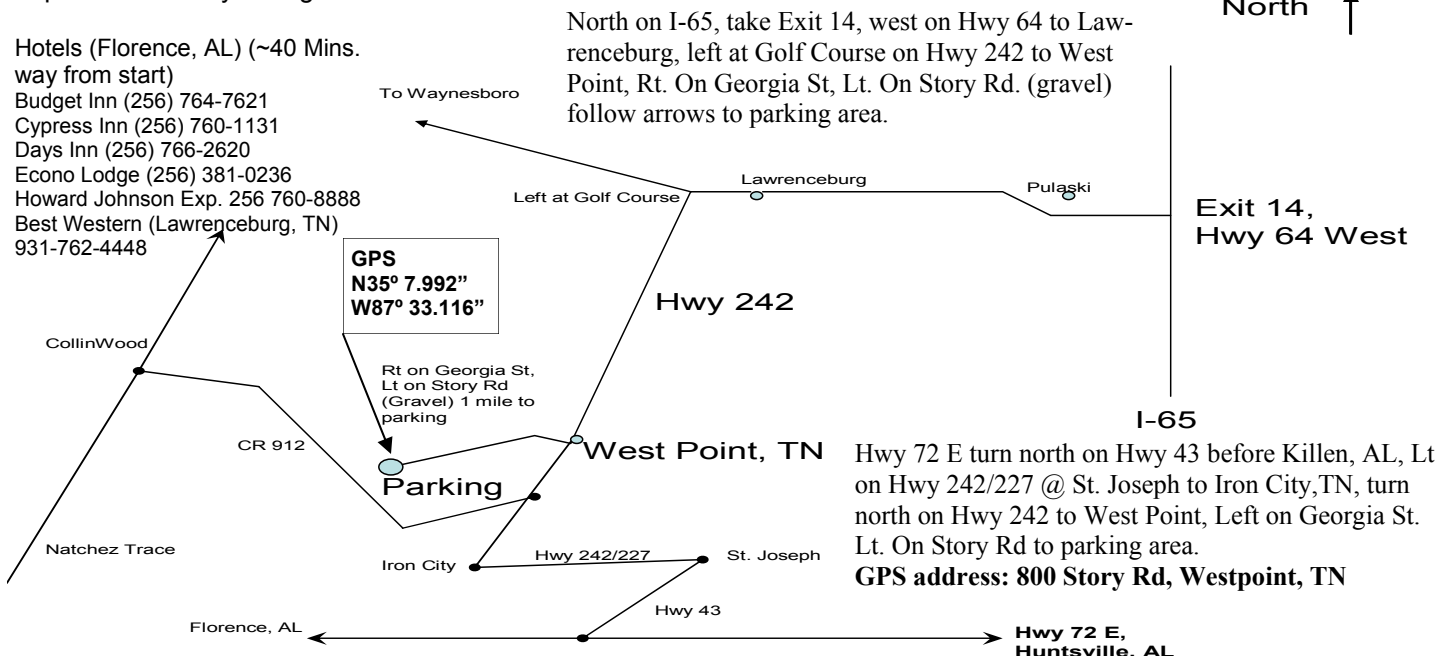 North
North on I-65, take Exit 14, west on Hwy 64 to Law-
renceburg, left at Golf Course on Hwy 242 to West
Point, Rt. On Georgia St, Lt. On Story Rd. (gravel)
follow arrows to parking area.
Hotels (Florence, AL) (~40 Mins.
way from start)
Budget Inn (256) 764-7621
Cypress Inn (256) 760-1131
Days Inn (256) 766-2620
Econo Lodge (256) 381-0236
Howard Johnson Exp. 256 760-8888
Best Western (Lawrenceburg, TN)
931-762-4448
To Waynesboro
Left at Golf Course
Lawrenceburg
Pulaski
Exit 14,
Hwy 64 West
GPS
N35º 7.992”
W87º 33.116”
Hwy 242
CollinWood
Rt on Georgia St,
Lt on Story Rd
(Gravel) 1 mile to
parking
I-65
CR 912
West Point, TN
Parking
Hwy 72 E turn north on Hwy 43 before Killen, AL, Lt
on Hwy 242/227 @ St. Joseph to Iron City,TN, turn
north on Hwy 242 to West Point, Left on Georgia St.
Lt. On Story Rd to parking area.
GPS address: 800 Story Rd, Westpoint, TN
Natchez Trace
Iron City
Hwy 242/227
St. Joseph
Hwy 43
Florence, AL
Hwy 72 E,
Huntsville, AL